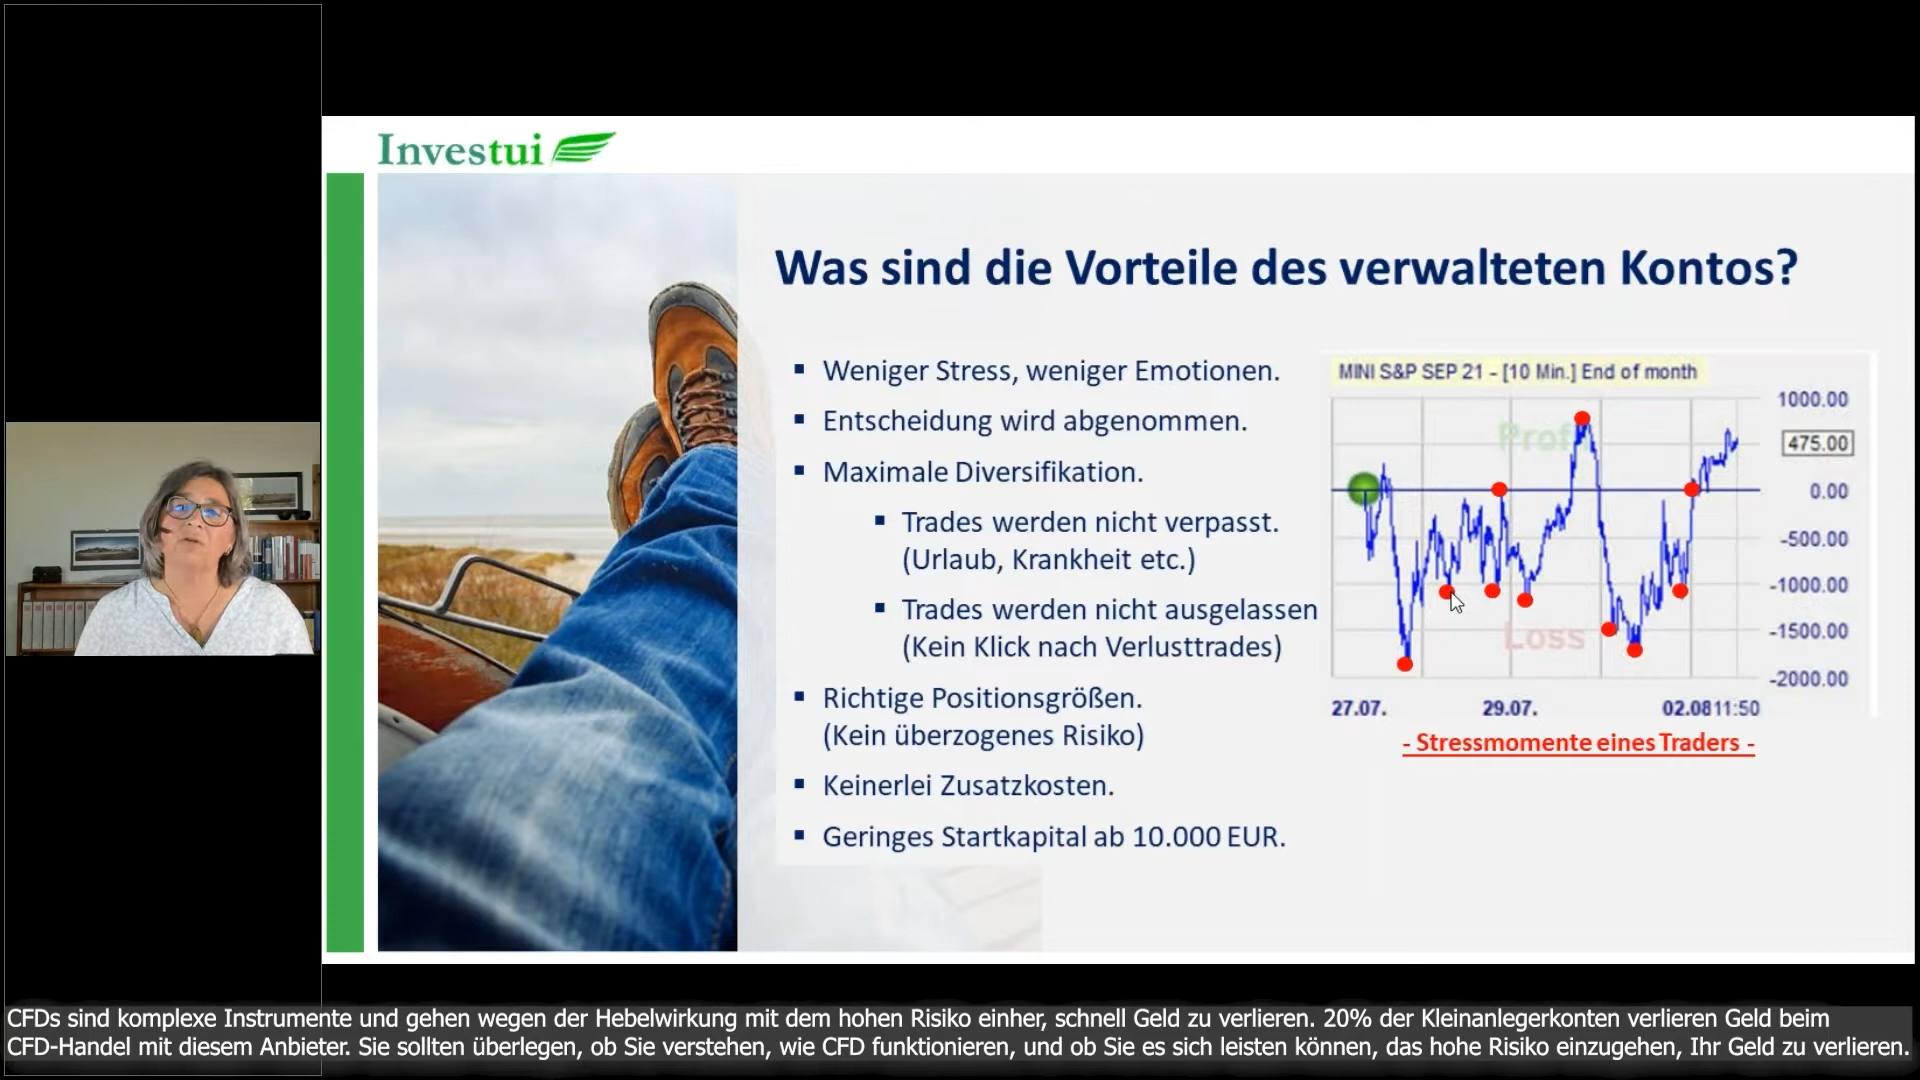 Investui
Was sind die Vorteile des verwalteten Kontos?
Weniger Stress, weniger Emotionen.
Entscheidung wird abgenommen.
Maximale Diversifikation.
Trades werden nicht verpasst.
(Urlaub, Krankheit etc.)
Trades werden nicht ausgelassen
(Kein Klick nach Verlusttrades)
Richtige Positionsgrößen.
(Kein überzogenes Risiko)
Keinerlei Zusatzkosten.
Geringes Startkapital ab 10.000 EUR.
MINI S&P SEP 21 - [10 Min.] End of month
1000.00
475.00
0.00
-500.00
-1000.00
-1500.00
-2000.00
Loss
27.07. 29.07. 02.08 11:50
- Stressmomente eines Traders -
CFDs sind komplexe Instrumente und gehen wegen der Hebelwirkung mit dem hohen Risiko einher, schnell Geld zu verlieren. 20% der Kleinanlegerkonten verlieren Geld beim
CFD-Handel mit diesem Anbieter. Sie sollten überlegen, ob Sie verstehen, wie CFD funktionieren, und ob Sie es sich leisten können, das hohe Risiko einzugehen, Ihr Geld zu verlieren.